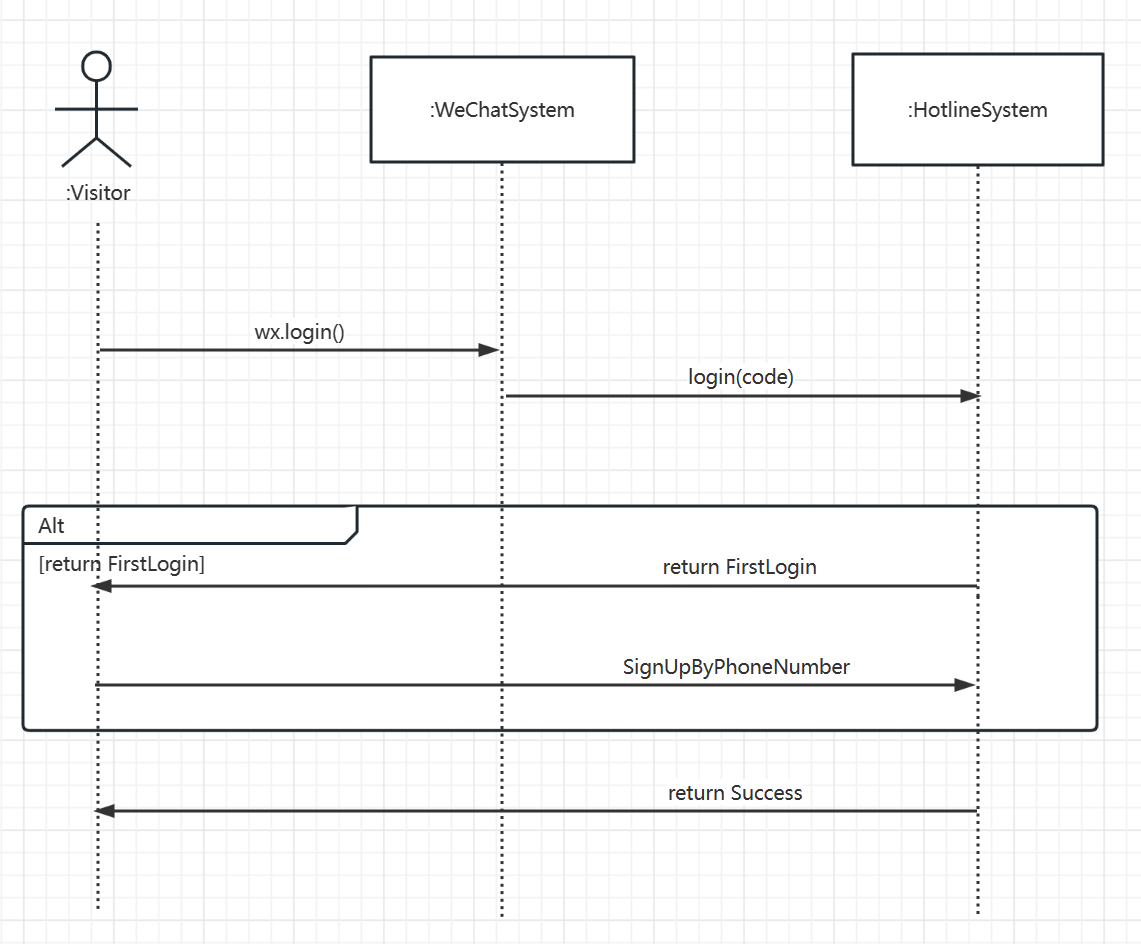 :WeChatSystem
:HotlineSystem
:Visitor
wx.login()
login(code)
Alt
[return FirstLogin]
return FirstLogin
SignUpByPhoneNumber
return Success